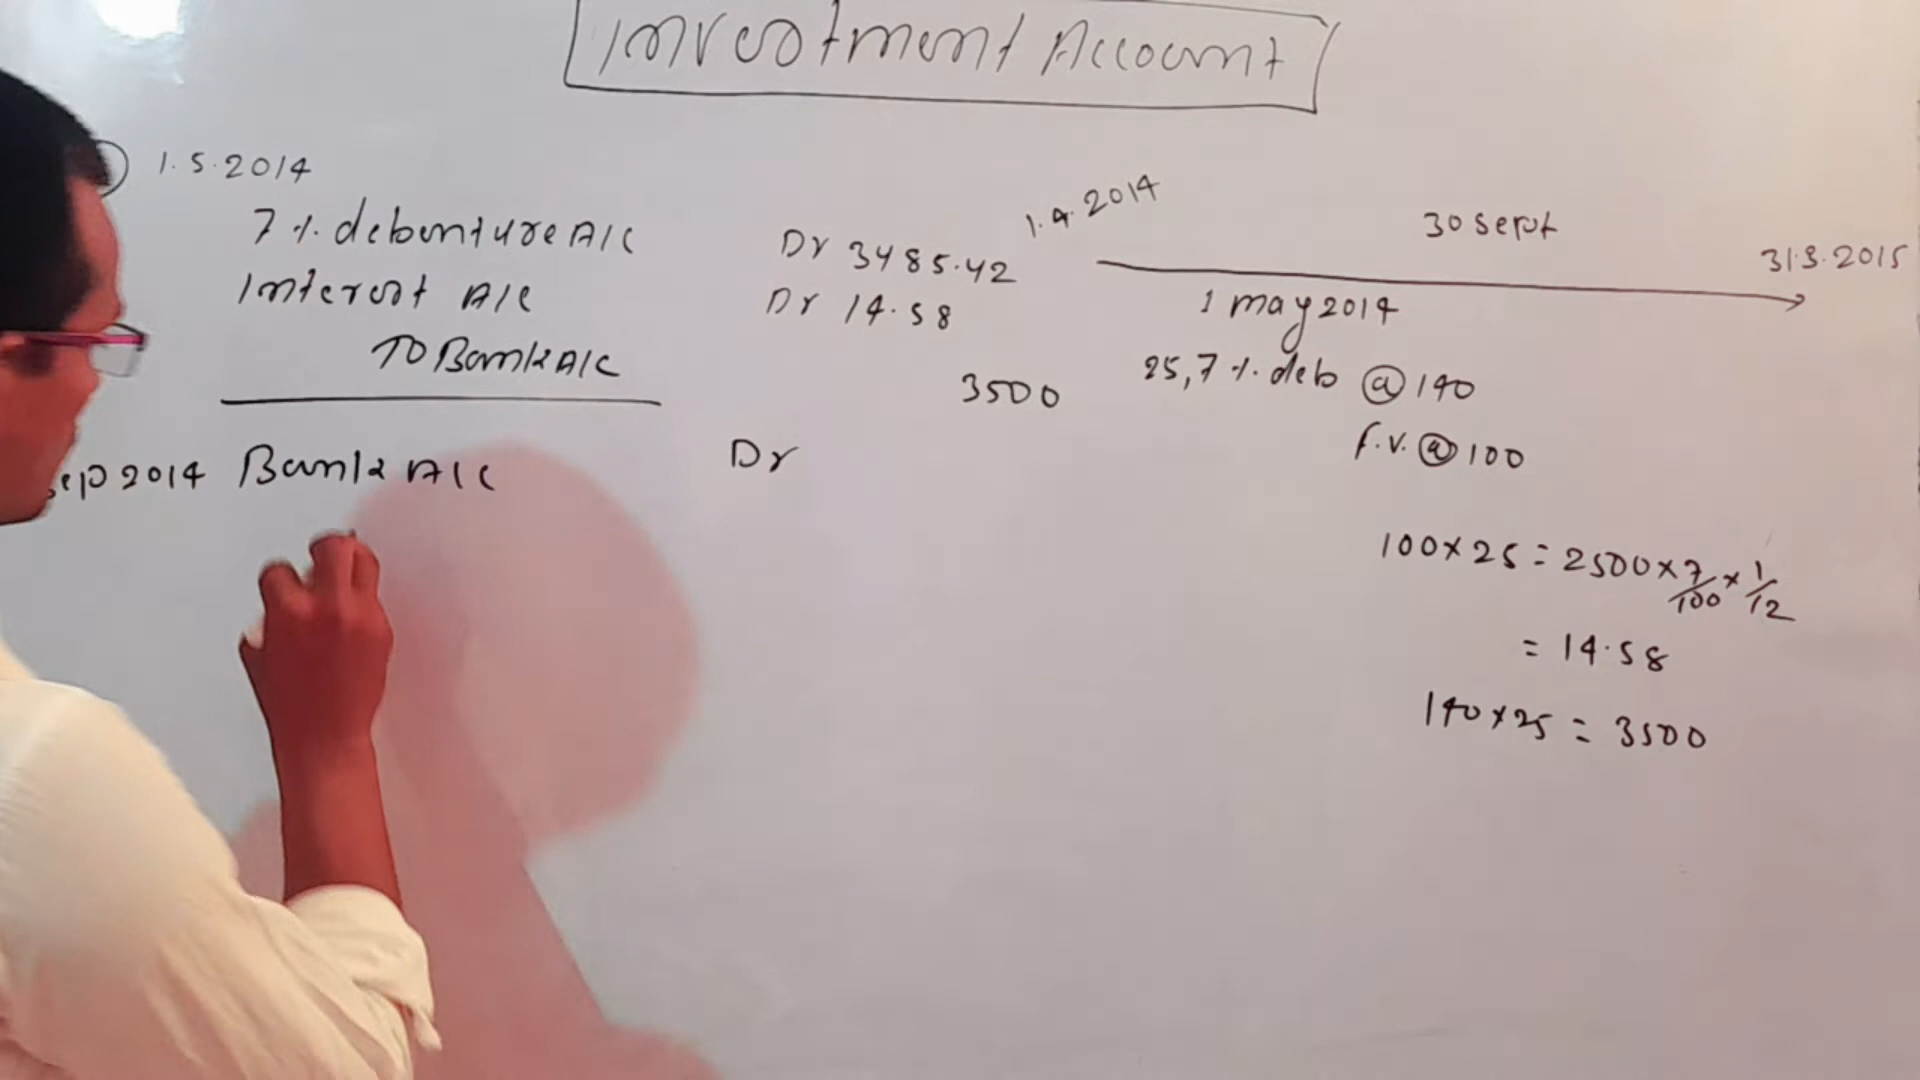 Investment Account
1.5.2014
7 % debenture A/C Dr 3485.42
Interest A/C Dr 14.58
TO Bank A/C
3500
Sep 2014 Bank A/C Dr
1.4.2014
30 Sept
31.3.2015
1 may 2014
25, 7 % deb @ 140
F.V. @ 100
100 x 25 = 2500 x 7/100 x 1/12
= 14.58
140 x 25 = 3500